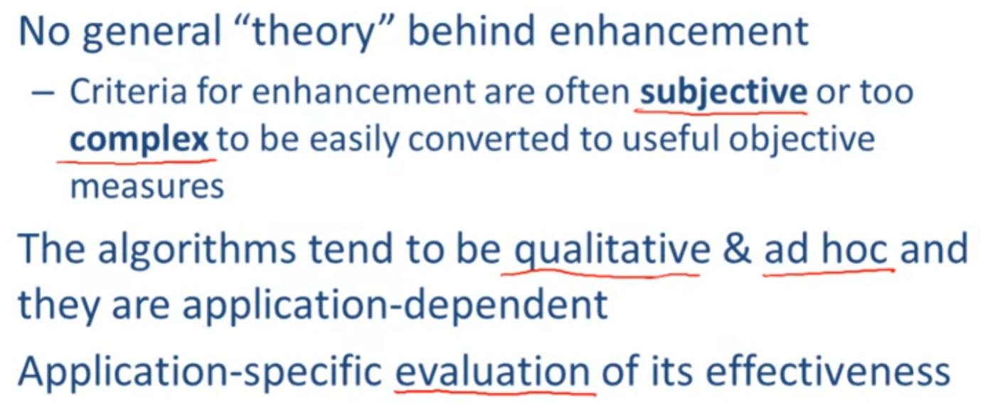 No general “theory” behind enhancement
– Criteria for enhancement are often subjective or too
complex to be easily converted to useful objective
measures
The algorithms tend to be qualitative & ad hoc and
they are application-dependent
Application-specific evaluation of its effectiveness